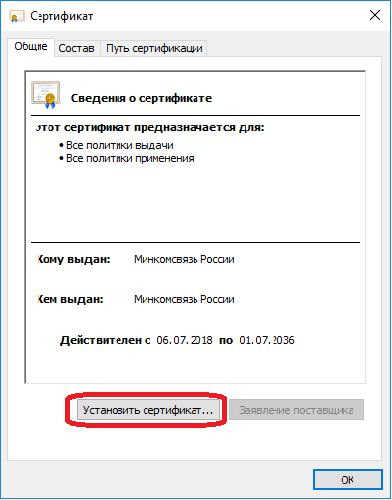 Сертификат
Общие Состав Путь сертификации
Сведения о сертификате
Этот сертификат предназначается для:
• Все политики выдачи
• Все политики применения
Кому выдан: Минкомсвязь России
Кем выдан: Минкомсвязь России
Действителен с 06.07.2018 по 01.07.2036
Установить сертификат... Заявление поставщика
ОК